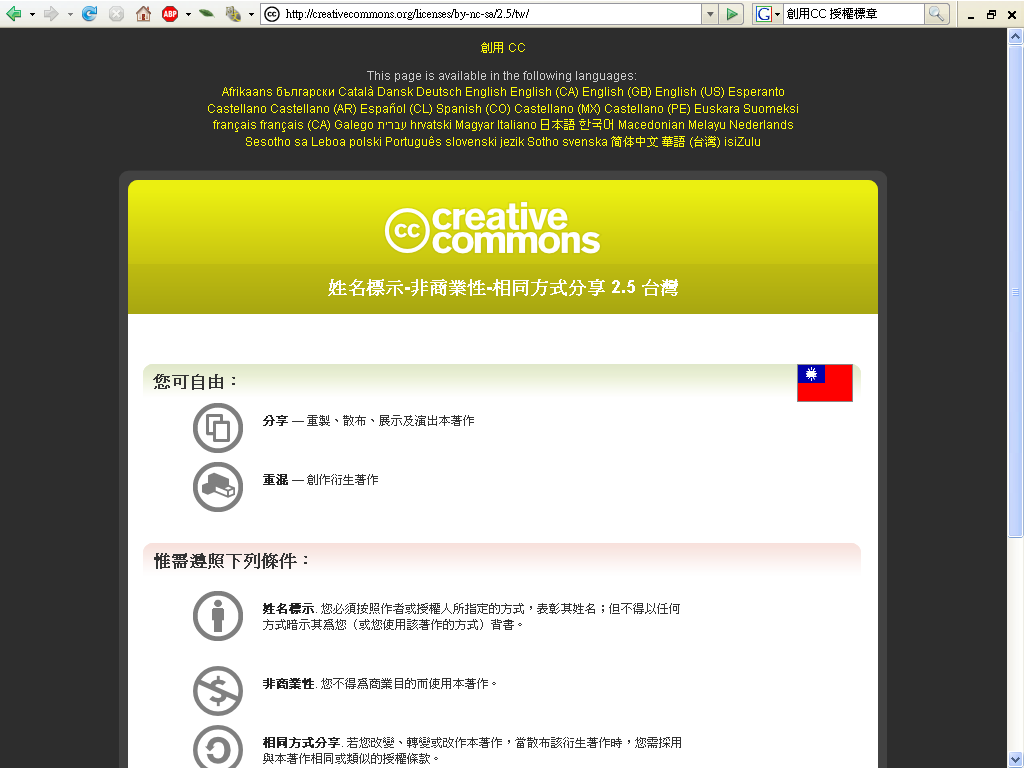 http://creativecommons.org/licenses/by-nc-sa/2.5/tw/
創用CC 授權標章
ABP
G
創用 CC
This page is available in the following languages:
Afrikaans български Català Dansk Deutsch English English (CA) English (GB) English (US) Esperanto
Castellano Castellano (AR) Español (CL) Spanish (CO) Castellano (MX) Castellano (PE) Euskara Suomeksi
français français (CA) Galego עברית hrvatski Magyar Italiano 日本語 한국어 Macedonian Melayu Nederlands
Sesotho sa Leboa polski Português slovenski jezik Sotho svenska 简体中文 華語 (台灣) isiZulu
cc creative
commons
姓名標示-非商業性-相同方式分享 2.5 台灣
您可自由：
分享 — 重製、散布、展示及演出本著作
重混 — 創作衍生著作
惟需遵照下列條件：
姓名標示. 您必須按照作者或授權人所指定的方式，表彰其姓名；但不得以任何
方式暗示其為您（或您使用該著作的方式）背書。
非商業性. 您不得為商業目的而使用本著作。
相同方式分享. 若您改變、轉變或改作本著作，當散布該衍生著作時，您需採用
與本著作相同或類似的授權條款。